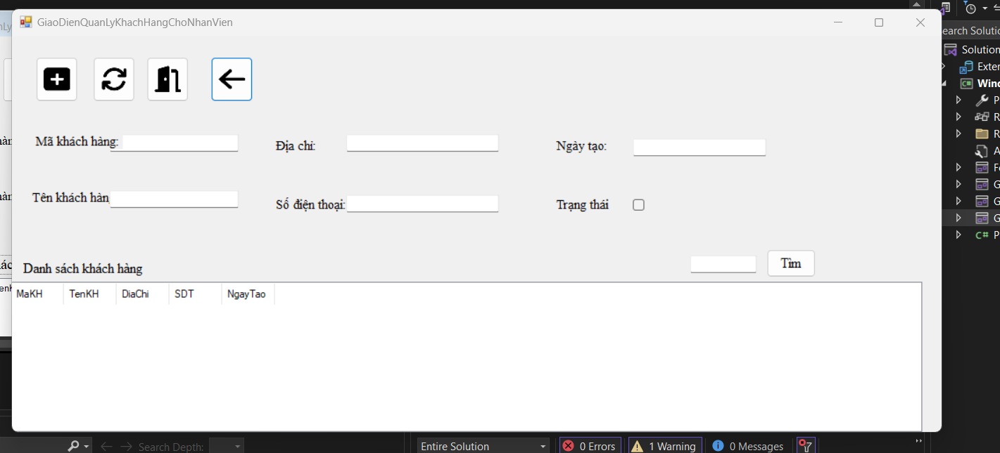 GiaoDienQuanLyKhachHangChoNhanVien
earch Solutio
Solution
Exter
Wind
Mã khách hàng:
Địa chỉ:
Ngày tạo:
Tên khách hàn
Số điện thoại:
Trạng thái
Danh sách khách hàng
Tìm
MaKH TenKH DiaChi SDT NgayTao
Search Depth:
Entire Solution
0 Errors
1 Warning
0 Messages